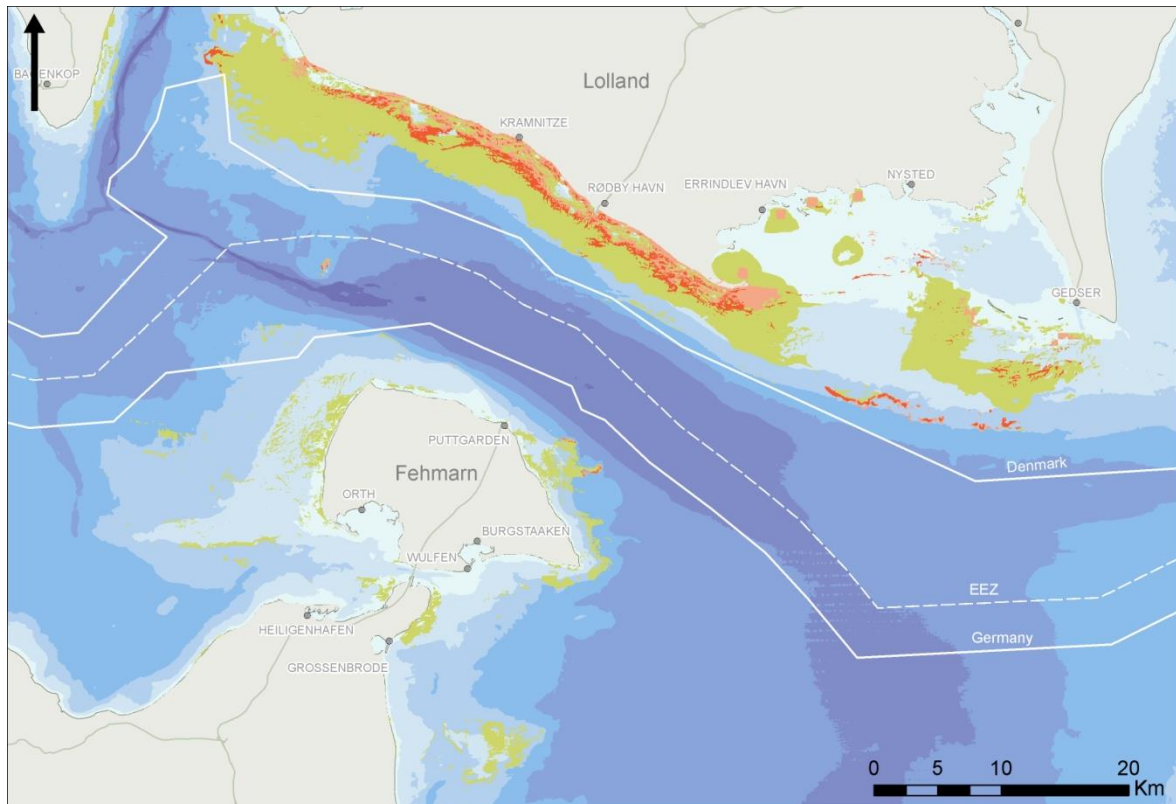 BAGENKOP
Lolland
KRAMNITZE
RØDBY HAVN
ERRINDLEV HAVN
NYSTED
GEDSER
PUTTGARDEN
Fehmarn
Denmark
ORTH
BURGSTAAKEN
WULFEN
EEZ
HEILIGENHAFEN
Germany
GROSSENBRODE
0 5 10 20
Km